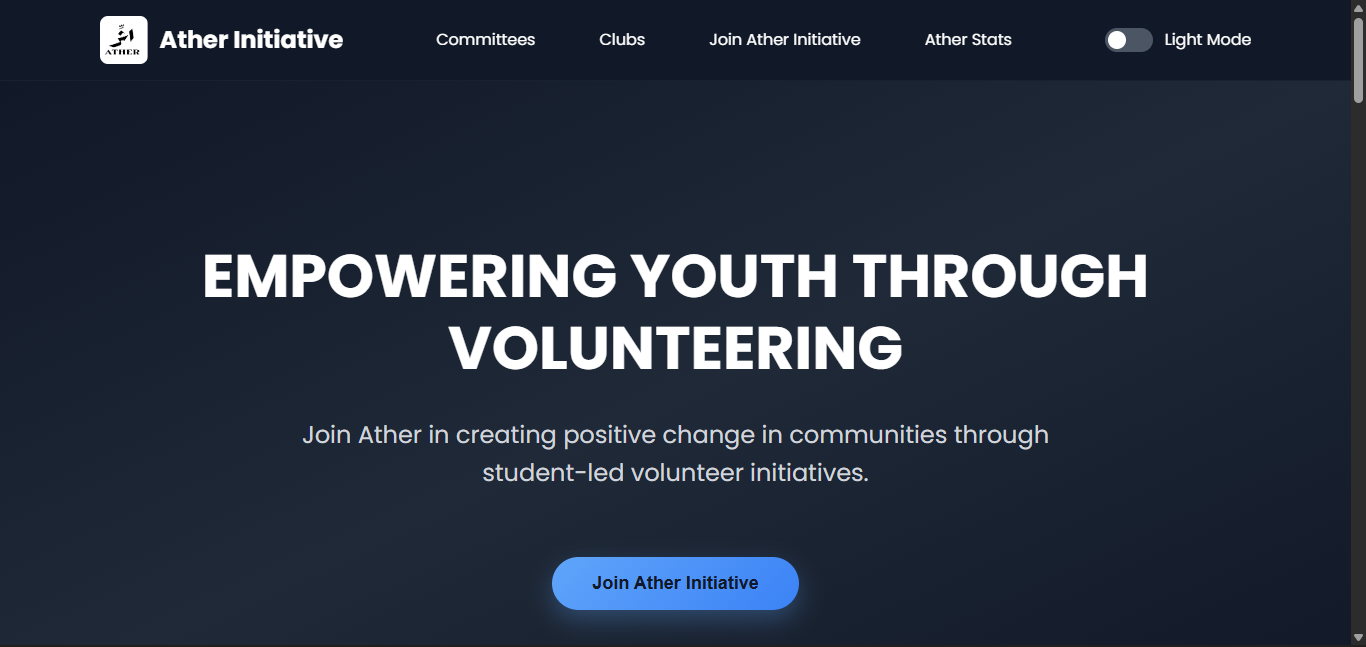 أثر
ATHER
Ather Initiative
Committees
Clubs
Join Ather Initiative
Ather Stats
Light Mode
EMPOWERING YOUTH THROUGH
VOLUNTEERING
Join Ather in creating positive change in communities through
student-led volunteer initiatives.
Join Ather Initiative